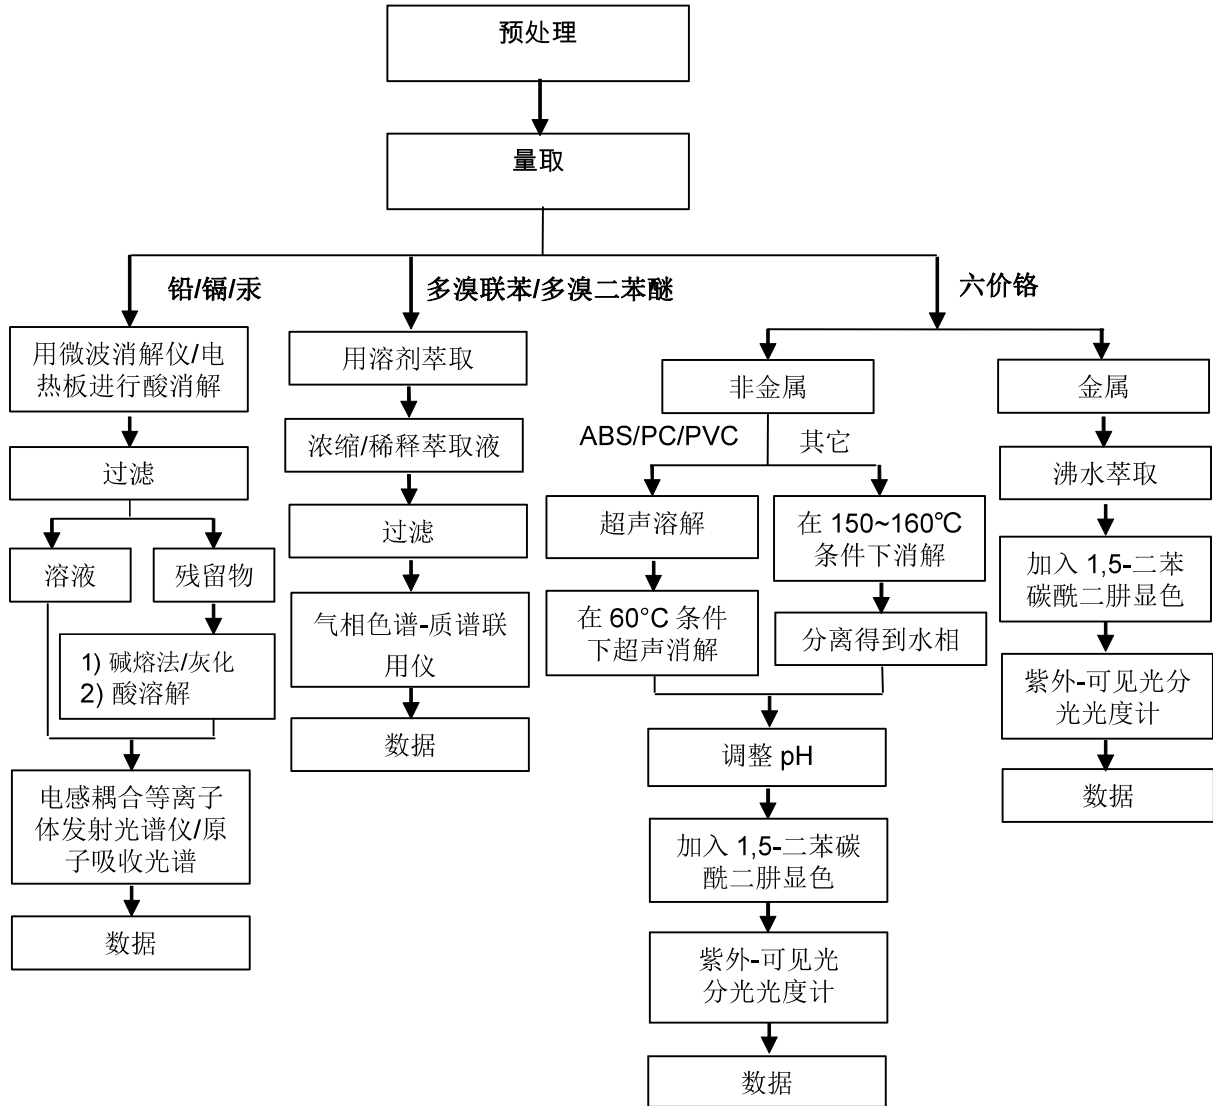 预处理
量取
铅/镉/汞
多溴联苯/多溴二苯醚
六价铬
用微波消解仪/电
热板进行酸消解
过滤
溶液
残留物
1) 碱熔法/灰化
2) 酸溶解
电感耦合等离子
体发射光谱仪/原
子吸收光谱
数据
用溶剂萃取
浓缩/稀释萃取液
过滤
气相色谱-质谱联
用仪
数据
非金属
ABS/PC/PVC
其它
超声溶解
在 60°C 条件
下超声消解
在 150~160℃
条件下消解
分离得到水相
调整 pH
加入 1,5-二苯碳
酰二肼显色
紫外-可见光
分光光度计
数据
金属
沸水萃取
加入 1,5-二苯
碳酰二肼显色
紫外-可见光分
光光度计
数据